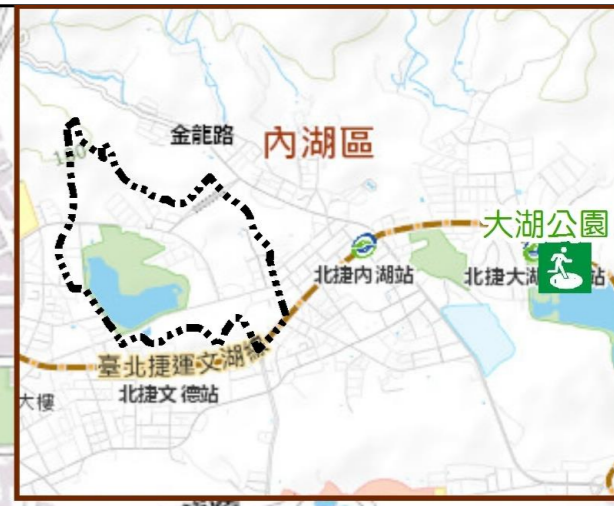 金龍路
內湖區
大湖公園
北捷內湖站
北捷大湖
站
臺北捷運文湖線
北捷文德站
大樓